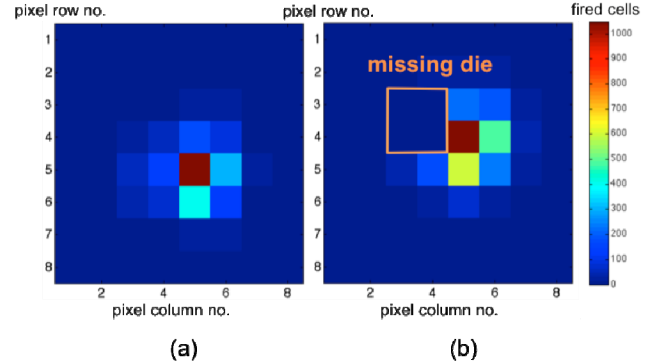 pixel row no.
pixel row no.
fired cells
missing die
1
2
3
4
5
6
7
8
1
2
3
4
5
6
7
8
1000
900
800
700
600
500
400
300
200
100
0
2 4 6 8
2 4 6 8
pixel column no.
pixel column no.
(a)
(b)